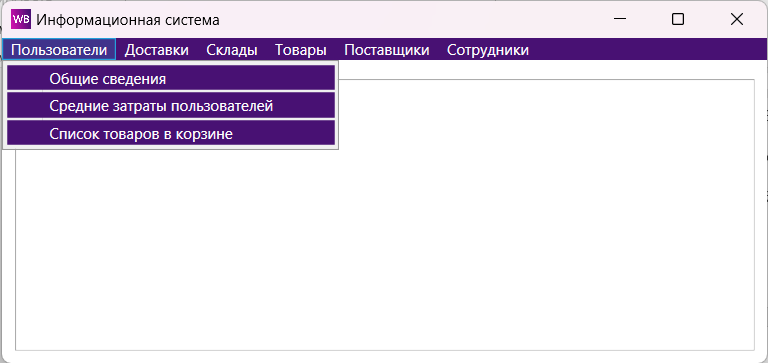 WB Информационная система
Пользователи Доставки Склады Товары Поставщики Сотрудники
Общие сведения
Средние затраты пользователей
Список товаров в корзине